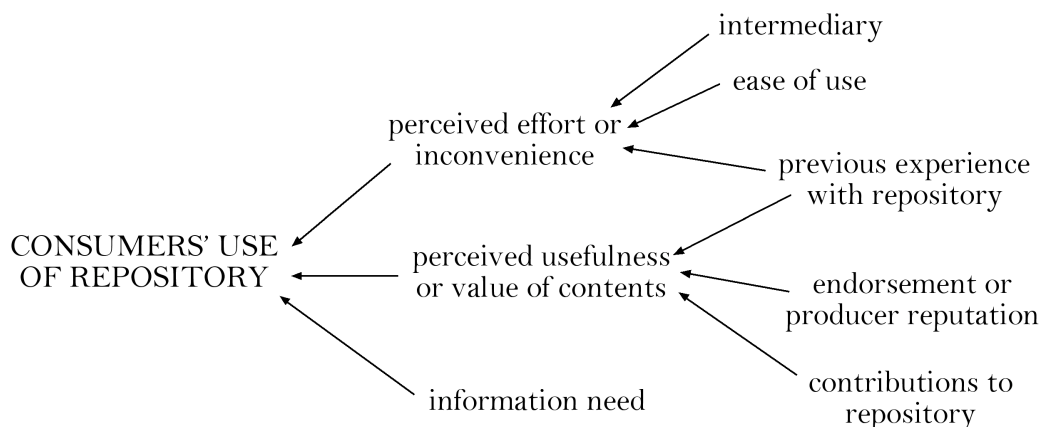 intermediary
ease of use
perceived effort or
inconvenience
previous experience
with repository
CONSUMERS’ USE
OF REPOSITORY
perceived usefulness
or value of contents
endorsement or
producer reputation
information need
contributions to
repository